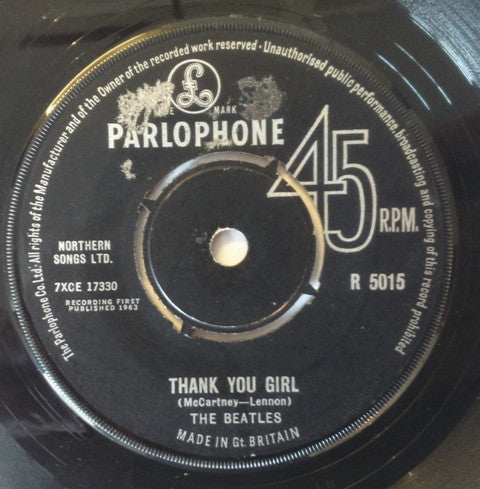 The Parlophone Co. Ltd. All rights of the Manufacturer and of the Owner of the recorded work reserved · Unauthorised public performance, broadcasting and copying of this record prohibited
£
MARK
PARLOPHONE
45
R.P.M.
NORTHERN
SONGS LTD.
7XCE 17330
RECORDING FIRST
PUBLISHED 1963
R 5015
THANK YOU GIRL
(McCartney—Lennon)
THE BEATLES
MADE IN Gt. BRITAIN